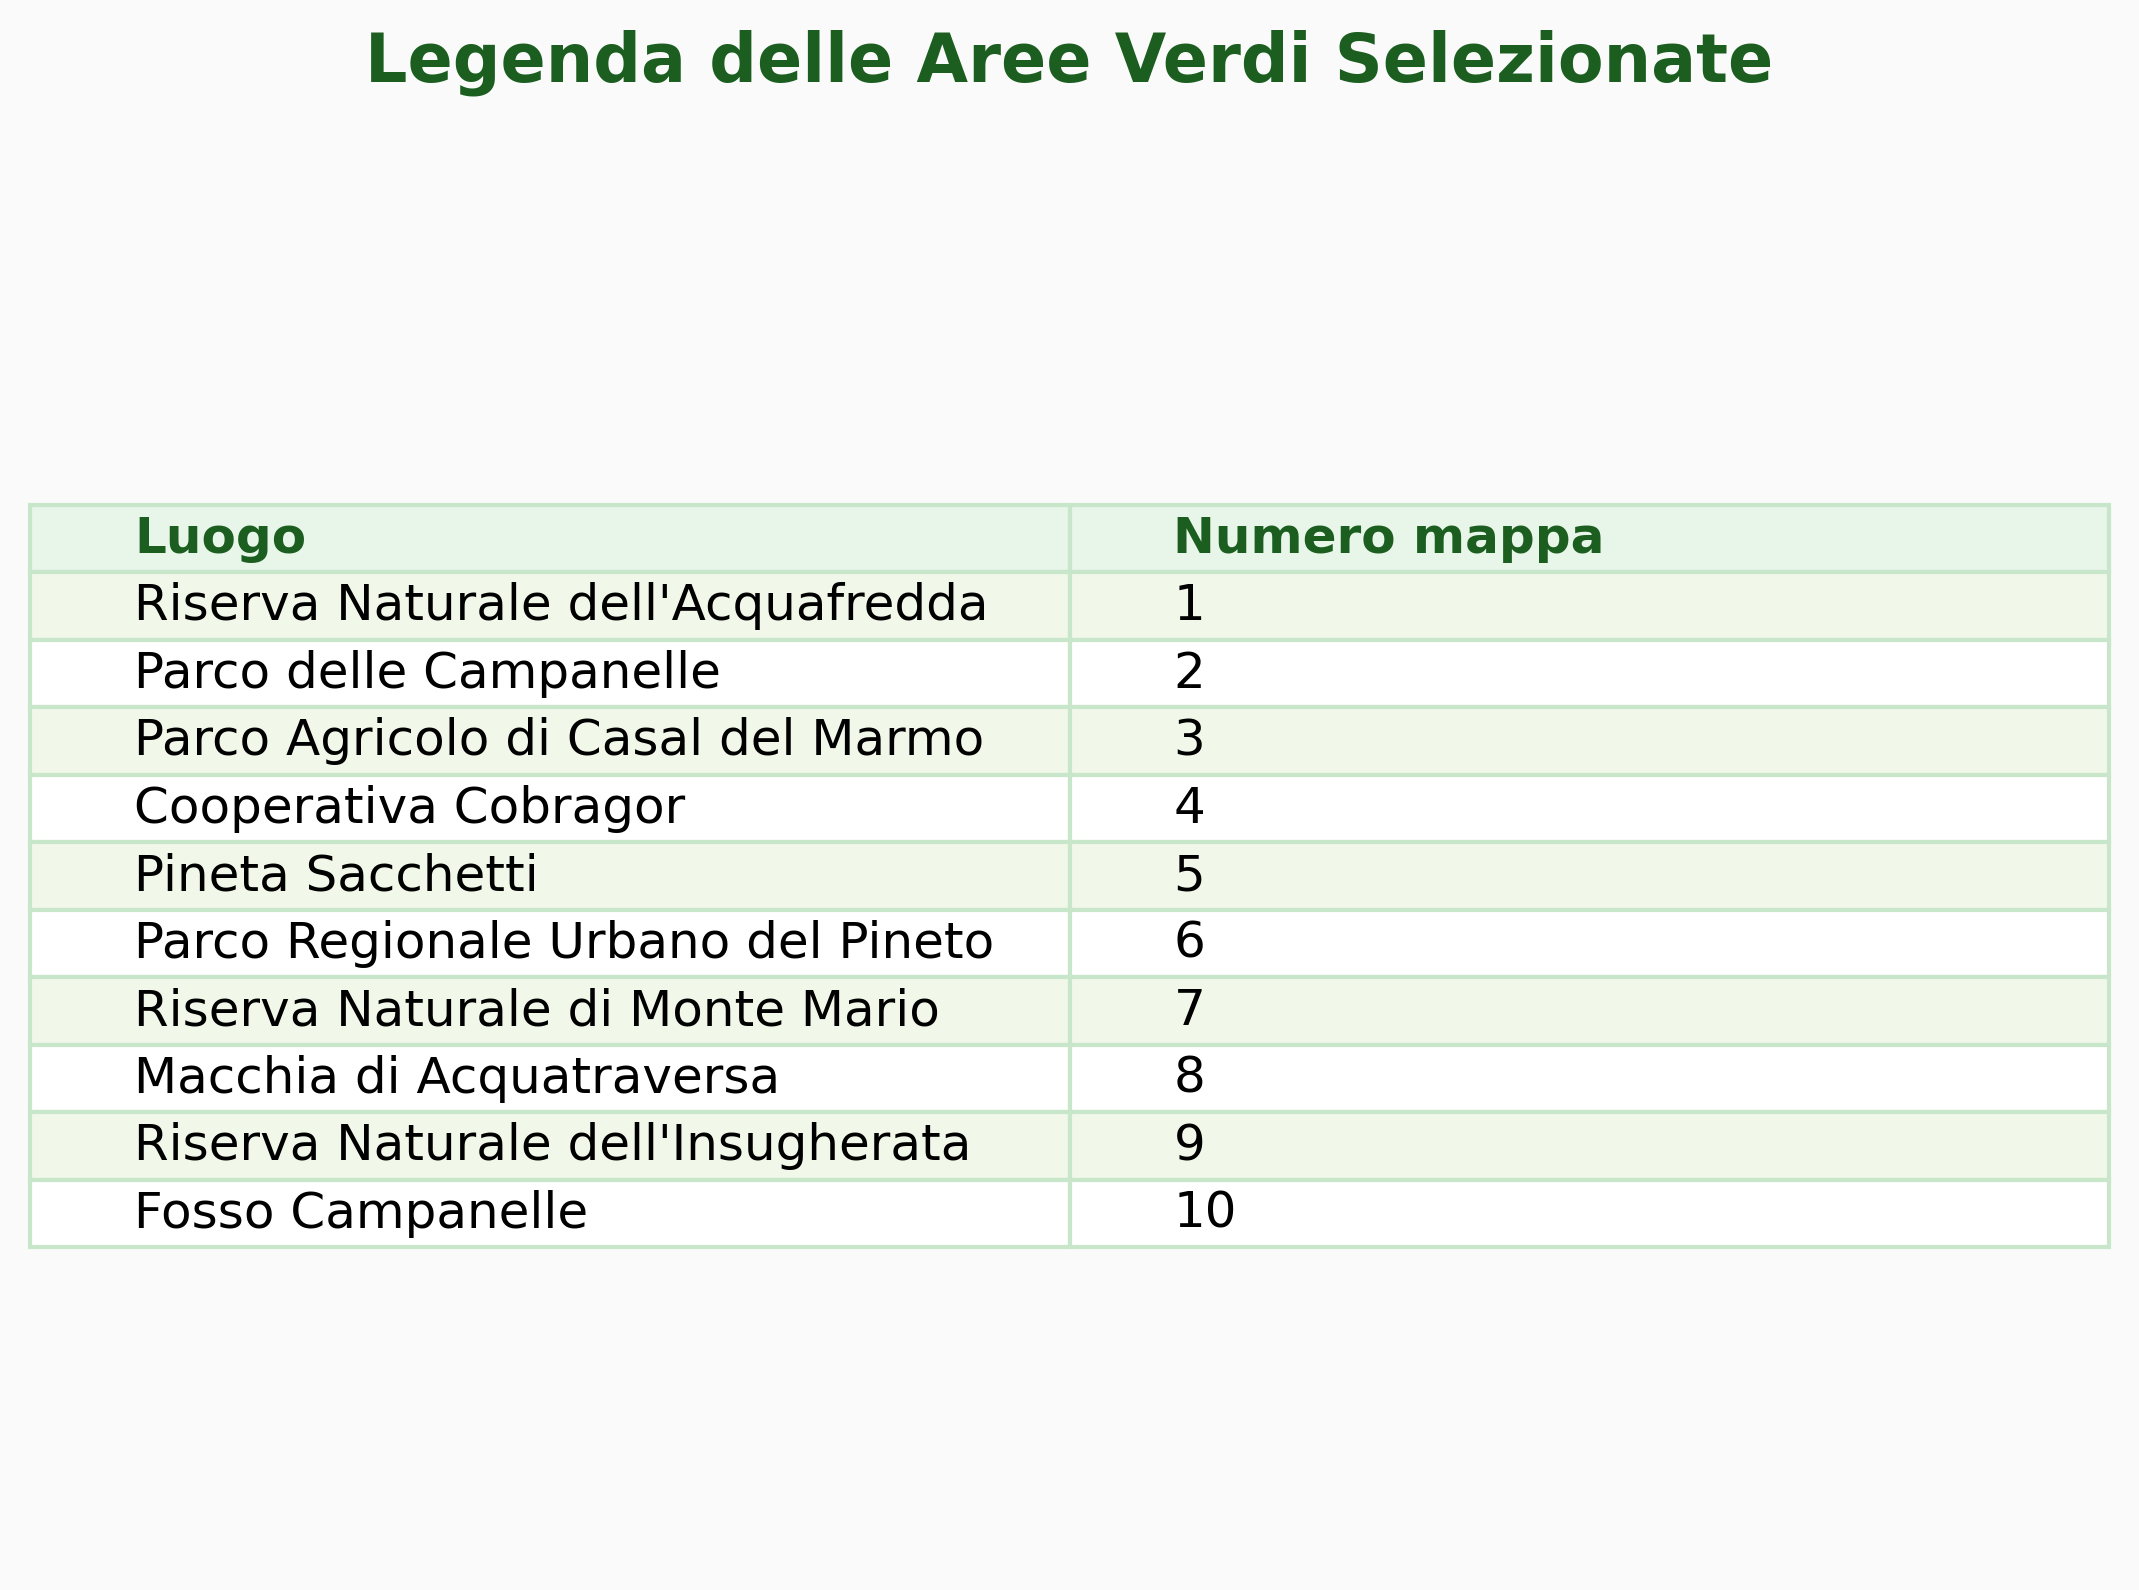 Legenda delle Aree Verdi Selezionate
Luogo Numero mappa
Riserva Naturale dell'Acquafredda 1
Parco delle Campanelle 2
Parco Agricolo di Casal del Marmo 3
Cooperativa Cobragor 4
Pineta Sacchetti 5
Parco Regionale Urbano del Pineto 6
Riserva Naturale di Monte Mario 7
Macchia di Acquatraversa 8
Riserva Naturale dell'Insugherata 9
Fosso Campanelle 10